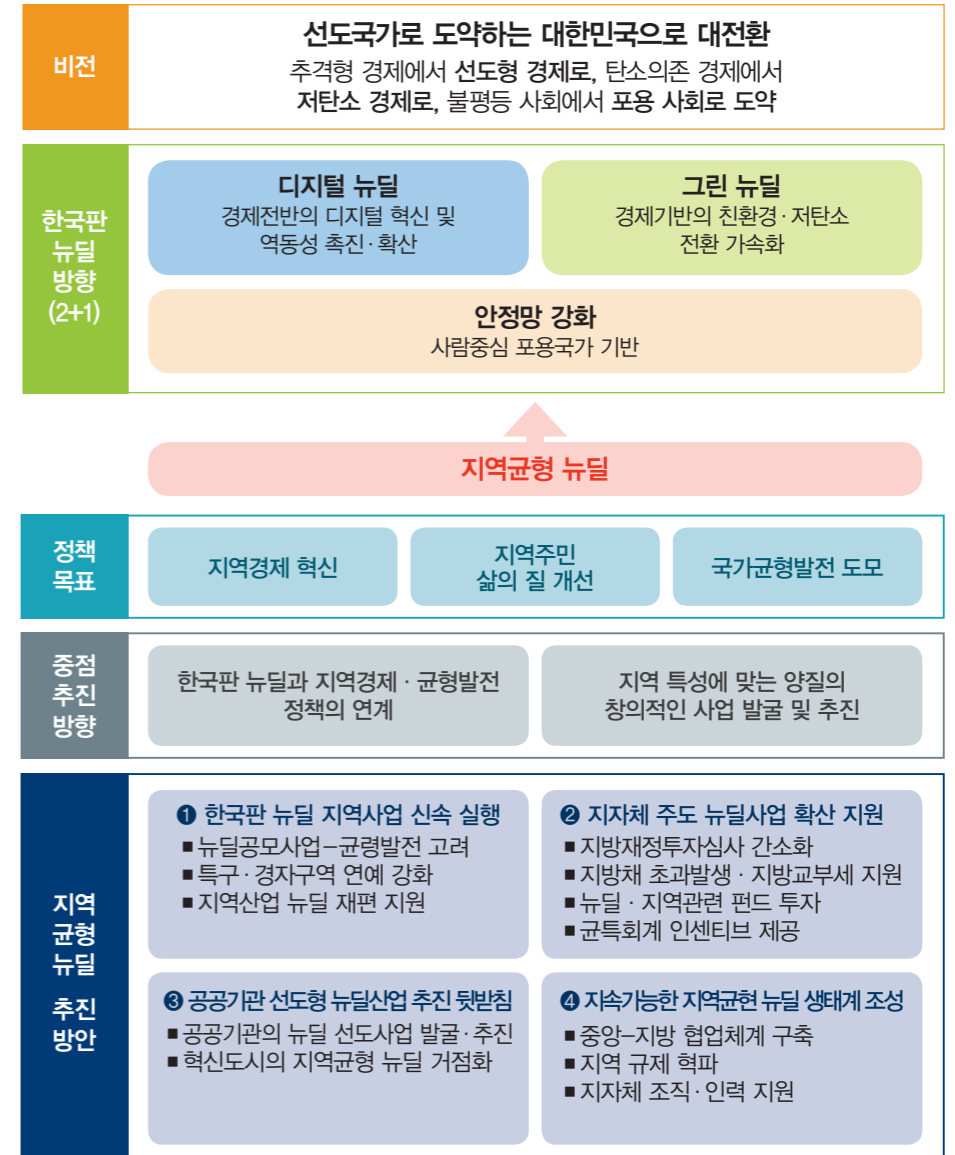 비전
선도국가로 도약하는 대한민국으로 대전환
추격형 경제에서 선도형 경제로, 탄소의존 경제에서
저탄소 경제로, 불평등 사회에서 포용 사회로 도약
한국판
뉴딜
방향
(2+1)
디지털 뉴딜
경제전반의 디지털 혁신 및
역동성 촉진·확산
그린 뉴딜
경제기반의 친환경·저탄소
전환 가속화
안정망 강화
사람중심 포용국가 기반
지역균형 뉴딜
정책
목표
지역경제 혁신
지역주민
삶의 질 개선
국가균형발전 도모
중점
추진
방향
한국판 뉴딜과 지역경제·균형발전
정책의 연계
지역 특성에 맞는 양질의
창의적인 사업 발굴 및 추진
지역
균형
뉴딜
추진
방안
❶ 한국판 뉴딜 지역사업 신속 실행
■ 뉴딜공모사업-균령발전 고려
■ 특구·경자구역 연예 강화
■ 지역산업 뉴딜 재편 지원
❷ 지자체 주도 뉴딜사업 확산 지원
■ 지방재정투자심사 간소화
■ 지방채 초과발생·지방교부세 지원
■ 뉴딜·지역관련 펀드 투자
■ 균특회계 인센티브 제공
❸ 공공기관 선도형 뉴딜산업 추진 뒷받침
■ 공공기관의 뉴딜 선도사업 발굴·추진
■ 혁신도시의 지역균형 뉴딜 거점화
❹ 지속가능한 지역균현 뉴딜 생태계 조성
■ 중앙-지방 협업체계 구축
■ 지역 규제 혁파
■ 지자체 조직·인력 지원